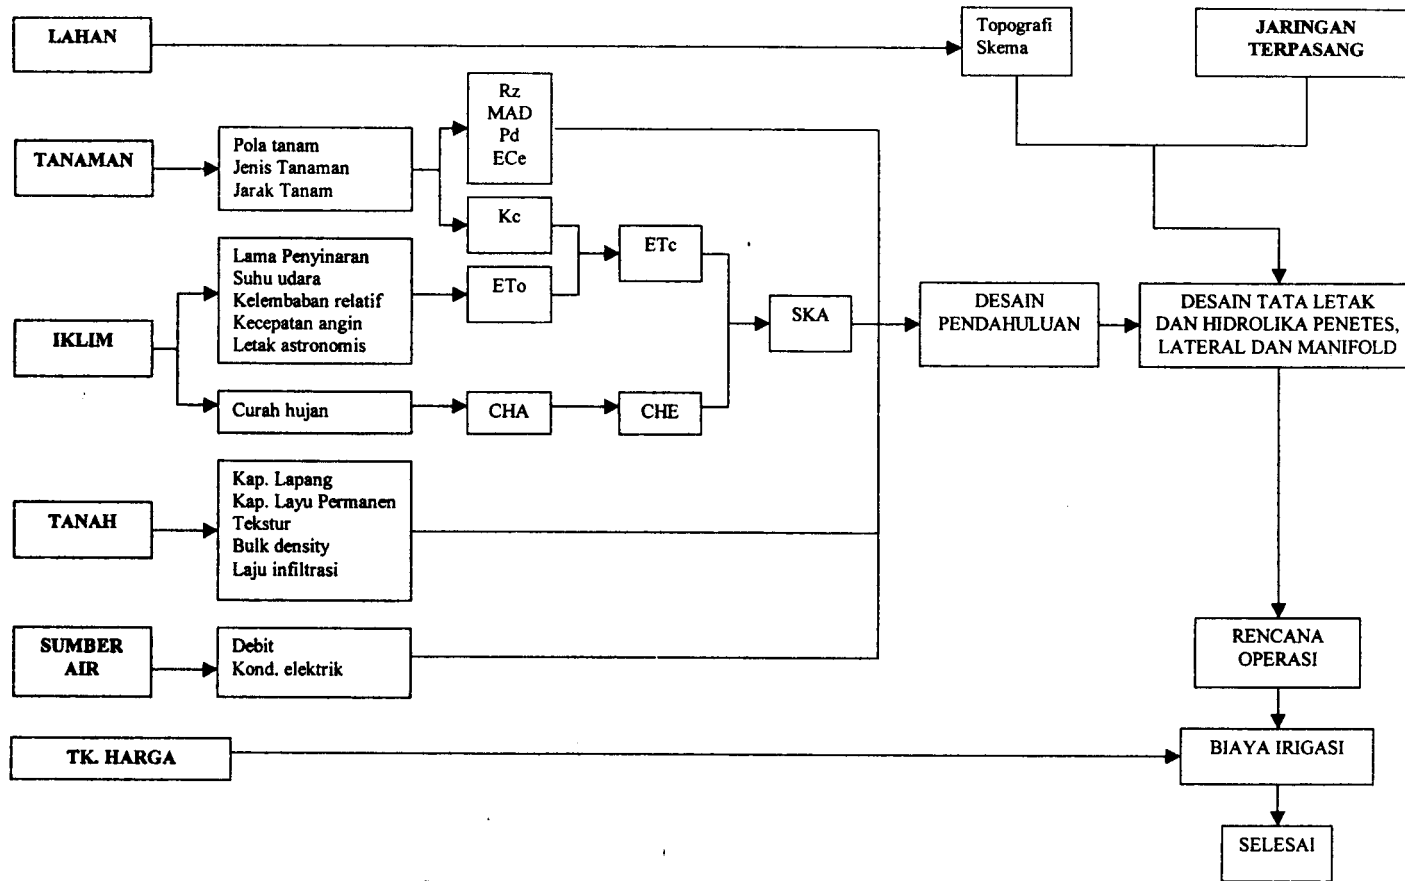 LAHAN
Topografi
Skema
JARINGAN
TERPASANG
TANAMAN
Pola tanam
Jenis Tanaman
Jarak Tanam
Rz
MAD
Pd
ECe
Kc
IKLIM
Lama Penyinaran
Suhu udara
Kelembaban relatif
Kecepatan angin
Letak astronomis
ETo
ETc
Curah hujan
CHA
CHE
SKA
DESAIN
PENDAHULUAN
DESAIN TATA LETAK
DAN HIDROLIKA PENETES,
LATERAL DAN MANIFOLD
TANAH
Kap. Lapang
Kap. Layu Permanen
Tekstur
Bulk density
Laju infiltrasi
SUMBER
AIR
Debit
Kond. elektrik
RENCANA
OPERASI
TK. HARGA
BIAYA IRIGASI
SELESAI